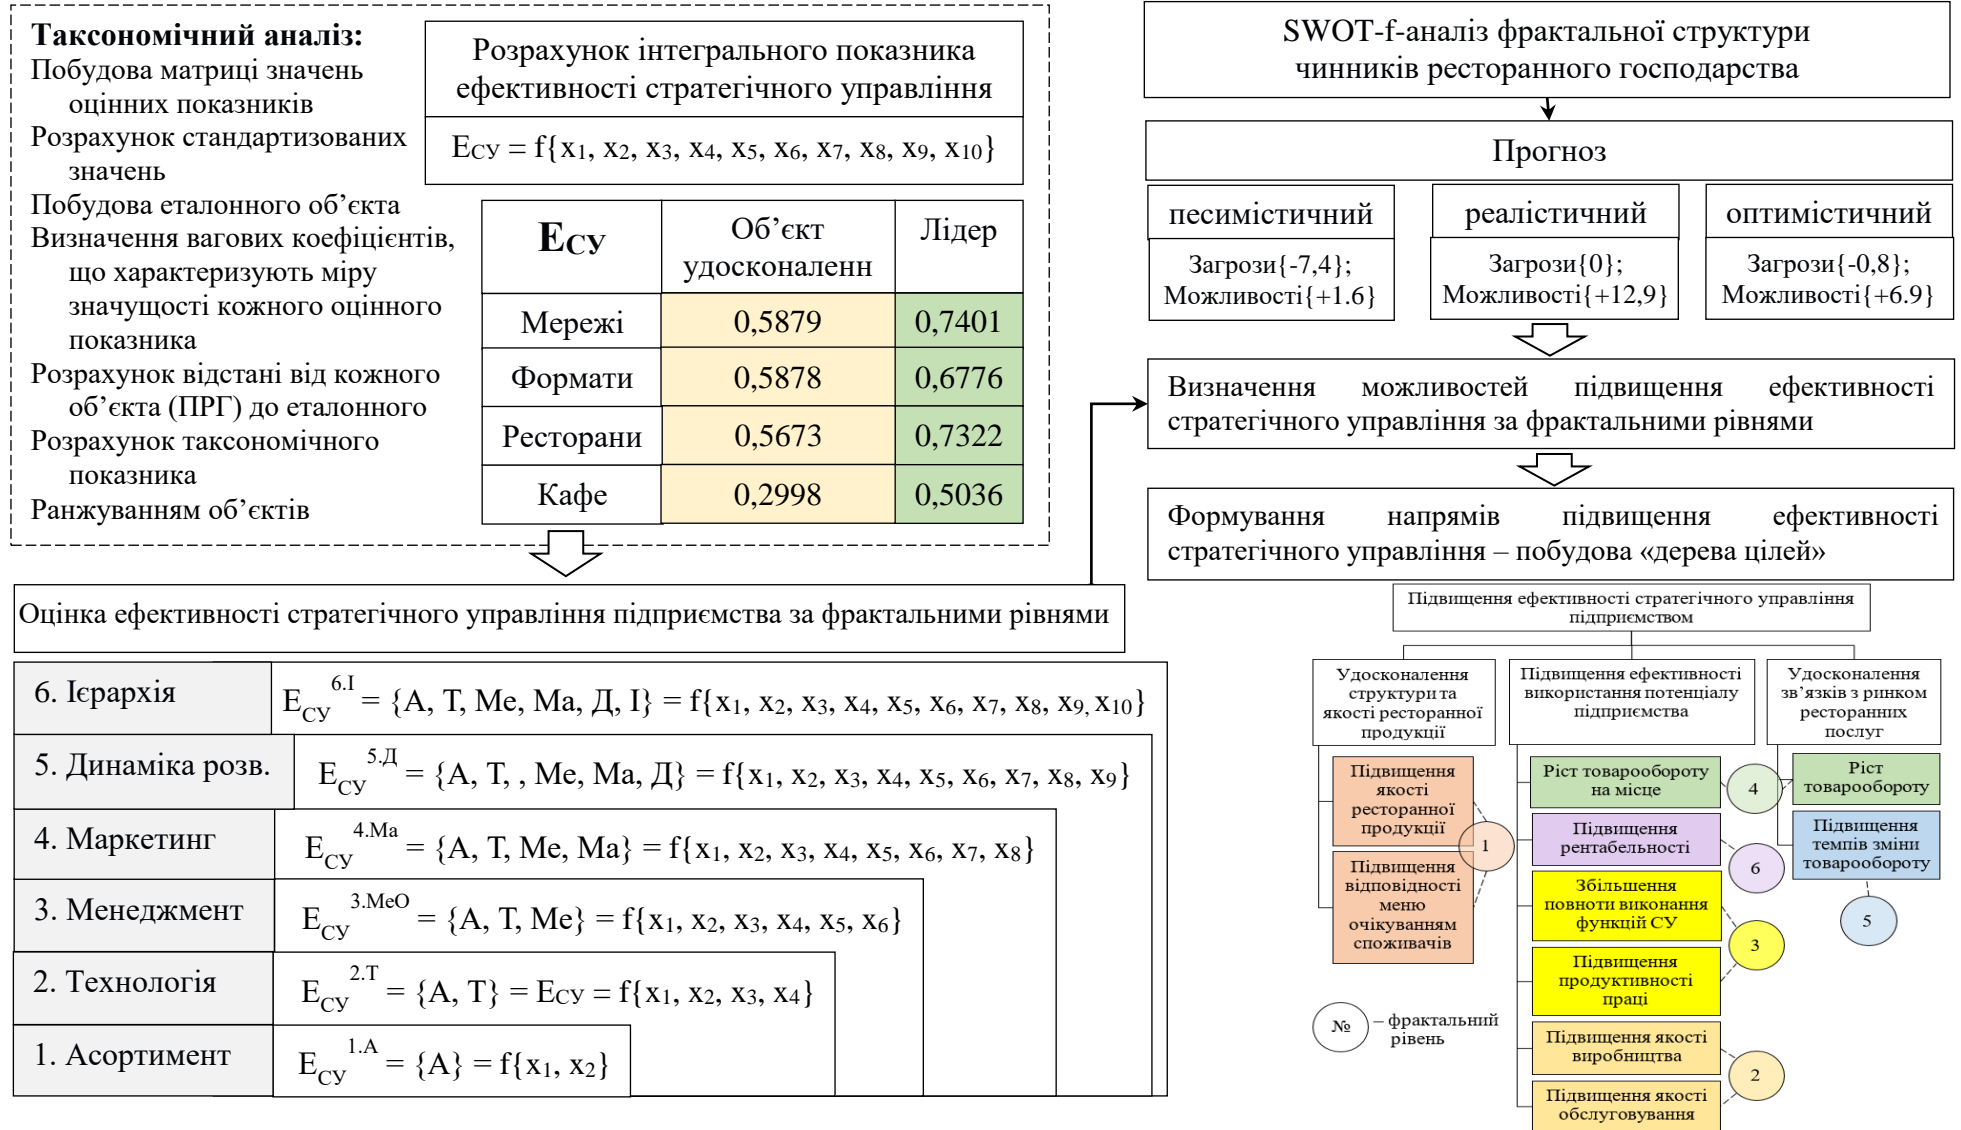 Таксономічний аналіз:
Побудова матриці значень
оцінних показників
Розрахунок стандартизованих
значень
Побудова еталонного об’єкта
Визначення вагових коефіцієнтів,
що характеризують міру
значущості кожного оцінного
показника
Розрахунок відстані від кожного
об’єкта (ПРГ) до еталонного
Розрахунок таксономічного
показника
Ранжуванням об’єктів
Розрахунок інтегрального показника
ефективності стратегічного управління
Eсу = f{x1, x2, x3, x4, x5, x6, x7, x8, x9, x10}
Eсу
Об’єкт
удосконаленн
Лідер
Мережі 0,5879 0,7401
Формати 0,5878 0,6776
Ресторани 0,5673 0,7322
Кафе 0,2998 0,5036
Оцінка ефективності стратегічного управління підприємства за фрактальними рівнями
6. Ієрархія
Eсу 6.І = {А, Т, Ме, Ма, Д, І} = f{x1, x2, x3, x4, x5, x6, x7, x8, x9, x10}
5. Динаміка розв.
Eсу 5.Д = {А, Т, , Ме, Ма, Д} = f{x1, x2, x3, x4, x5, x6, x7, x8, x9}
4. Маркетинг
Eсу 4.Ма = {А, Т, Ме, Ма} = f{x1, x2, x3, x4, x5, x6, x7, x8}
3. Менеджмент
Eсу 3.МеО = {А, Т, Ме} = f{x1, x2, x3, x4, x5, x6}
2. Технологія
Eсу 2.Т = {А, Т} = Eсу = f{x1, x2, x3, x4}
1. Асортимент
Eсу 1.А = {А} = f{x1, x2}
SWOT-f-аналіз фрактальної структури
чинників ресторанного господарства
Прогноз
песимістичний
Загрози{-7,4};
Можливості{+1.6}
реалістичний
Загрози{0};
Можливості{+12,9}
оптимістичний
Загрози{-0,8};
Можливості{+6.9}
Визначення можливостей підвищення ефективності
стратегічного управління за фрактальними рівнями
Формування напрямів підвищення ефективності
стратегічного управління – побудова «дерева цілей»
Підвищення ефективності стратегічного управління
підприємством
Удосконалення
структури та
якості ресторанної
продукції
Підвищення
якості
ресторанної
продукції
Підвищення
відповідності
меню
очікуванням
споживачів
1
Підвищення ефективності
використання потенціалу
підприємства
Ріст товарообороту
на місце
4
Підвищення
рентабельності
6
Збільшення
повноти виконання
функцій СУ
3
Підвищення
продуктивності
праці
Підвищення якості
виробництва
2
Підвищення якості
обслуговування
Удосконалення
зв’язків з ринком
ресторанних
послуг
Ріст
товарообороту
Підвищення
темпів зміни
товарообороту
5
№
– фрактальний
рівень